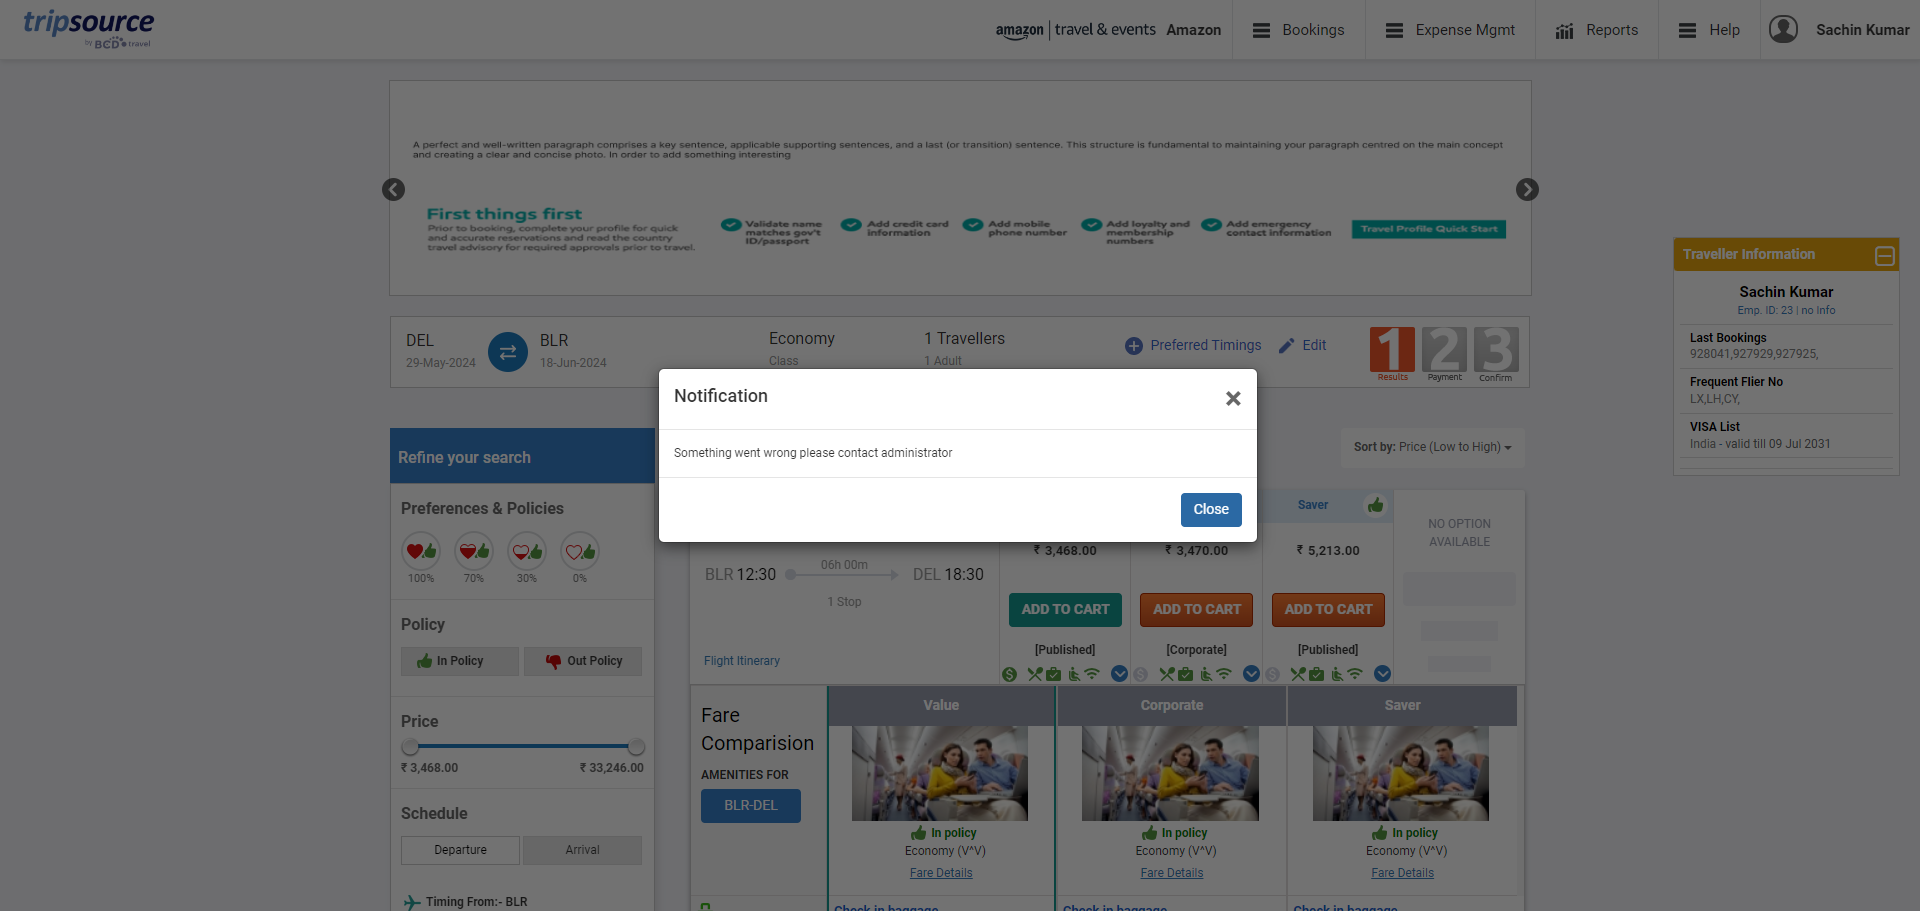 tripsource
by BCD travel
amazon | travel & events Amazon
Bookings
Expense Mgmt
Reports
Help
Sachin Kumar
A perfect and well-written paragraph comprises a key sentence, applicable supporting sentences, and a last (or transition) sentence. This structure is fundamental to maintaining your paragraph centred on the main concept
and creating a clear and concise photo. In order to add something interesting
First things first
Prior to booking, complete your profile for quick
and accurate reservations and read the country
travel advisory for required approvals prior to travel.
Validate name
matches gov't
ID/passport
Add credit card
information
Add mobile
phone number
Add loyalty and
membership
numbers
Add emergency
contact information
Travel Profile Quick Start
Traveller Information
Sachin Kumar
Emp. ID: 23 | no Info
Last Bookings
928041,927929,927925,
Frequent Flier No
LX,LH,CY,
VISA List
India - valid till 09 Jul 2031
DEL
29-May-2024
BLR
18-Jun-2024
Economy
Class
1 Travellers
1 Adult
Preferred Timings
Edit
1 2 3
Results Payment Confirm
Notification
Something went wrong please contact administrator
Close
Refine your search
Preferences & Policies
100% 70% 30% 0%
Policy
In Policy
Out Policy
Price
₹ 3,468.00 ₹ 33,246.00
Schedule
Departure
Arrival
Timing From:- BLR
Sort by: Price (Low to High)
Saver
NO OPTION
AVAILABLE
₹ 3,468.00 ₹ 3,470.00 ₹ 5,213.00
BLR 12:30
06h 00m
DEL 18:30
1 Stop
ADD TO CART ADD TO CART ADD TO CART
[Published] [Corporate] [Published]
Flight Itinerary
Fare
Comparision
AMENITIES FOR
BLR-DEL
Value Corporate Saver
In policy In policy In policy
Economy (V^V) Economy (V^V) Economy (V^V)
Fare Details Fare Details Fare Details
Check in baggage Check in baggage Check in baggage